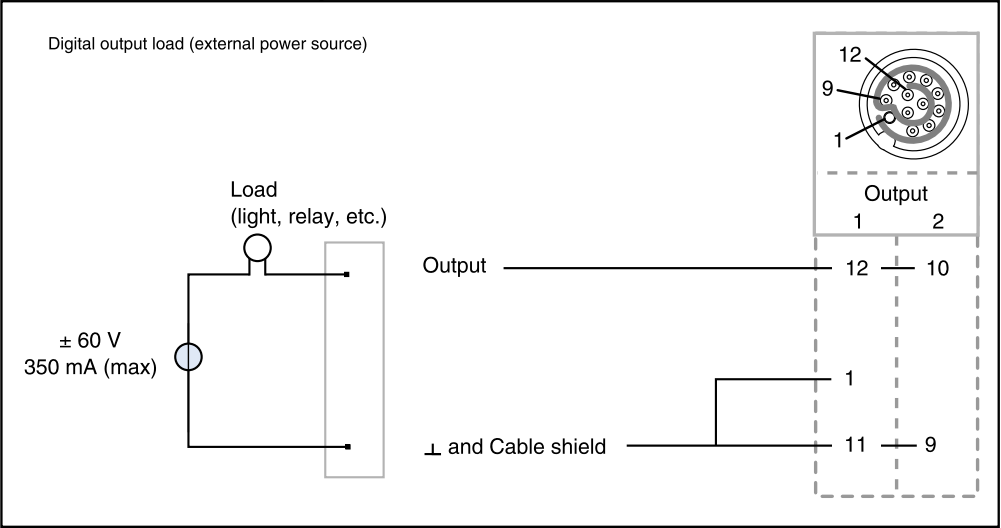 Digital output load (external power source)
12
9
1
Output
1 2
Load
(light, relay, etc.)
Output
12 10
± 60 V
350 mA (max)
1
⊥ and Cable shield
11 9